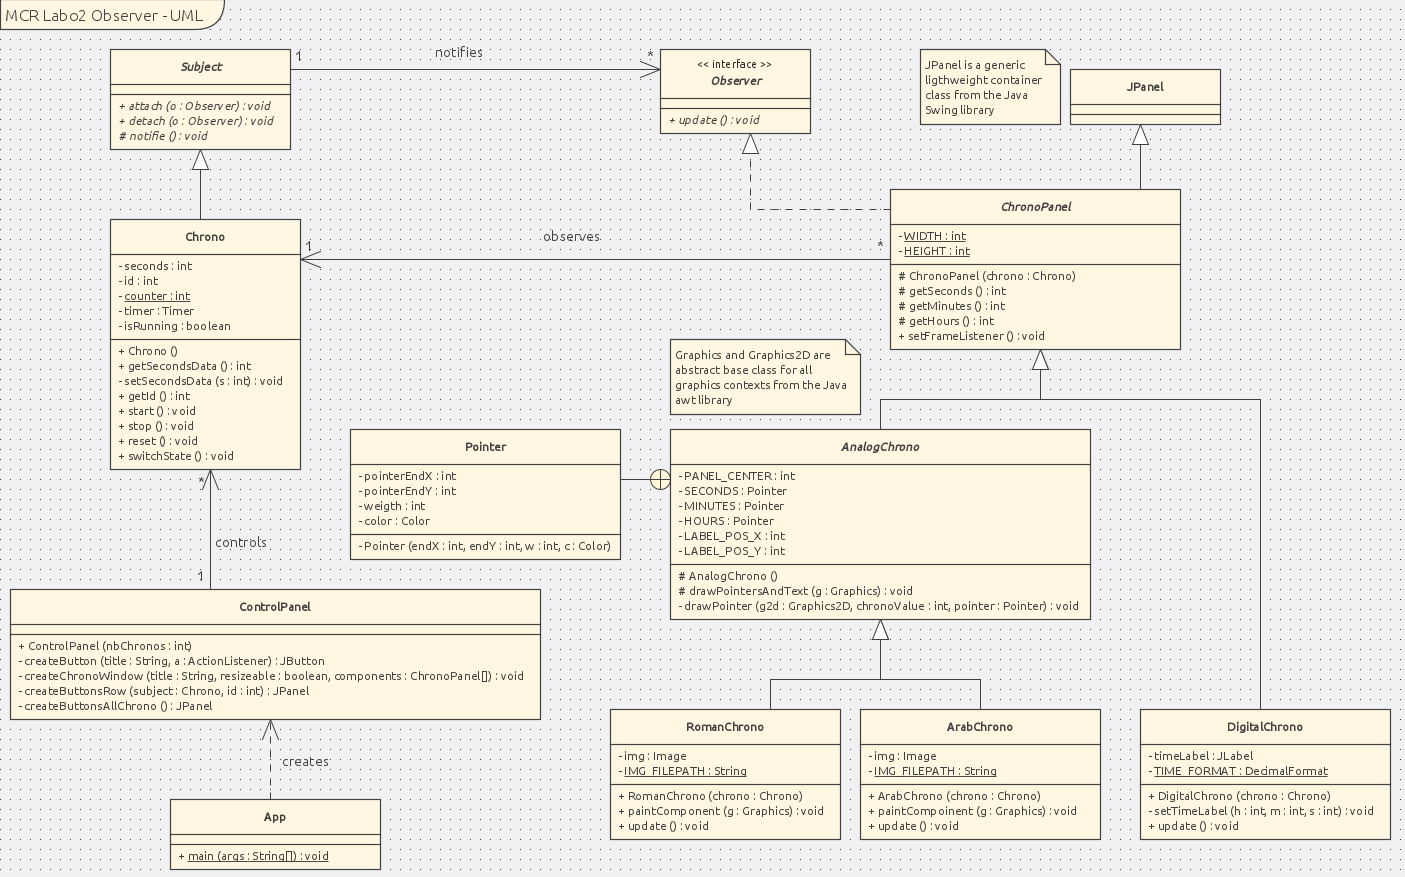 MCR Labo2 Observer - UML
Subject
+ attach (o : Observer) : void
+ detach (o : Observer) : void
# notifie () : void
1
notifies
*
<< interface >>
Observer
+ update () : void
JPanel is a generic
ligthweight container
class from the Java
Swing library
JPanel
Chrono
- seconds : int
- id : int
- counter : int
- timer : Timer
- isRunning : boolean
+ Chrono ()
+ getSecondsData () : int
- setSecondsData (s : int) : void
+ getId () : int
+ start () : void
+ stop () : void
+ reset () : void
+ switchState () : void
1
observes
*
ChronoPanel
- WIDTH : int
- HEIGHT : int
# ChronoPanel (chrono : Chrono)
# getSeconds () : int
# getMinutes () : int
# getHours () : int
+ setFrameListener () : void
Graphics and Graphics2D are
abstract base class for all
graphics contexts from the Java
awt library
Pointer
- pointerEndX : int
- pointerEndY : int
- weigth : int
- color : Color
- Pointer (endX : int, endY : int, w : int, c : Color)
AnalogChrono
- PANEL_CENTER : int
- SECONDS : Pointer
- MINUTES : Pointer
- HOURS : Pointer
- LABEL_POS_X : int
- LABEL_POS_Y : int
# AnalogChrono ()
# drawPointersAndText (g : Graphics) : void
- drawPointer (g2d : Graphics2D, chronoValue : int, pointer : Pointer) : void
*
controls
1
ControlPanel
+ ControlPanel (nbChronos : int)
- createButton (title : String, a : ActionListener) : JButton
- createChronoWindow (title : String, resizeable : boolean, components : ChronoPanel[]) : void
- createButtonsRow (subject : Chrono, id : int) : JPanel
- createButtonsAllChrono () : JPanel
creates
App
+ main (args : String[]) : void
RomanChrono
- img : Image
- IMG_FILEPATH : String
+ RomanChrono (chrono : Chrono)
+ paintComponent (g : Graphics) : void
+ update () : void
ArabChrono
- img : Image
- IMG_FILEPATH : String
+ ArabChrono (chrono : Chrono)
+ paintCompoinent (g : Graphics) : void
+ update () : void
DigitalChrono
- timeLabel : JLabel
- TIME_FORMAT : DecimalFormat
+ DigitalChrono (chrono : Chrono)
- setTimeLabel (h : int, m : int, s : int) : void
+ update () : void